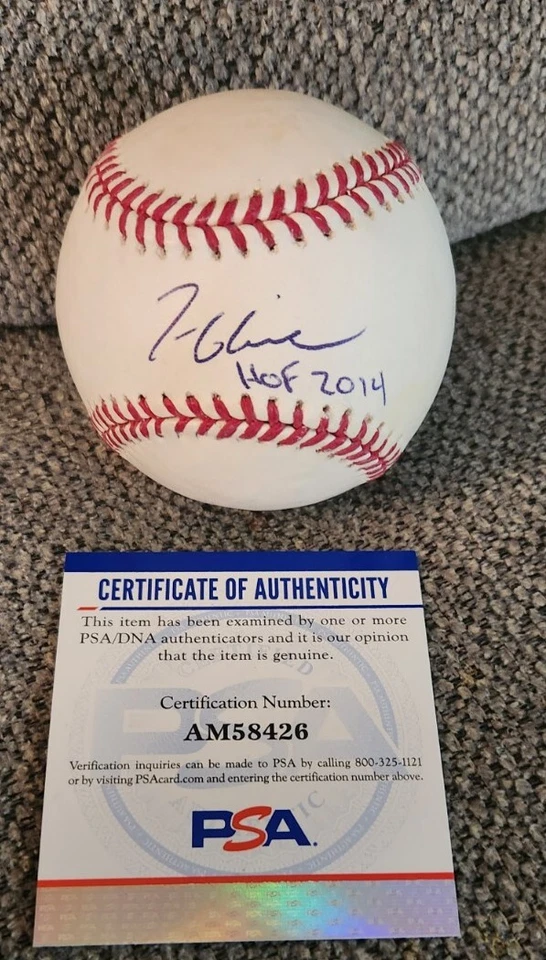 T Glavine
HOF 2014
CERTIFICATE OF AUTHENTICITY
This item has been examined by one or more
PSA/DNA authenticators and it is our opinion
that the item is genuine.
Certification Number:
AM58426
Verification inquiries can be made to PSA by calling 800-325-1121
or by visiting PSAcard.com and entering the certification number above.
PSA